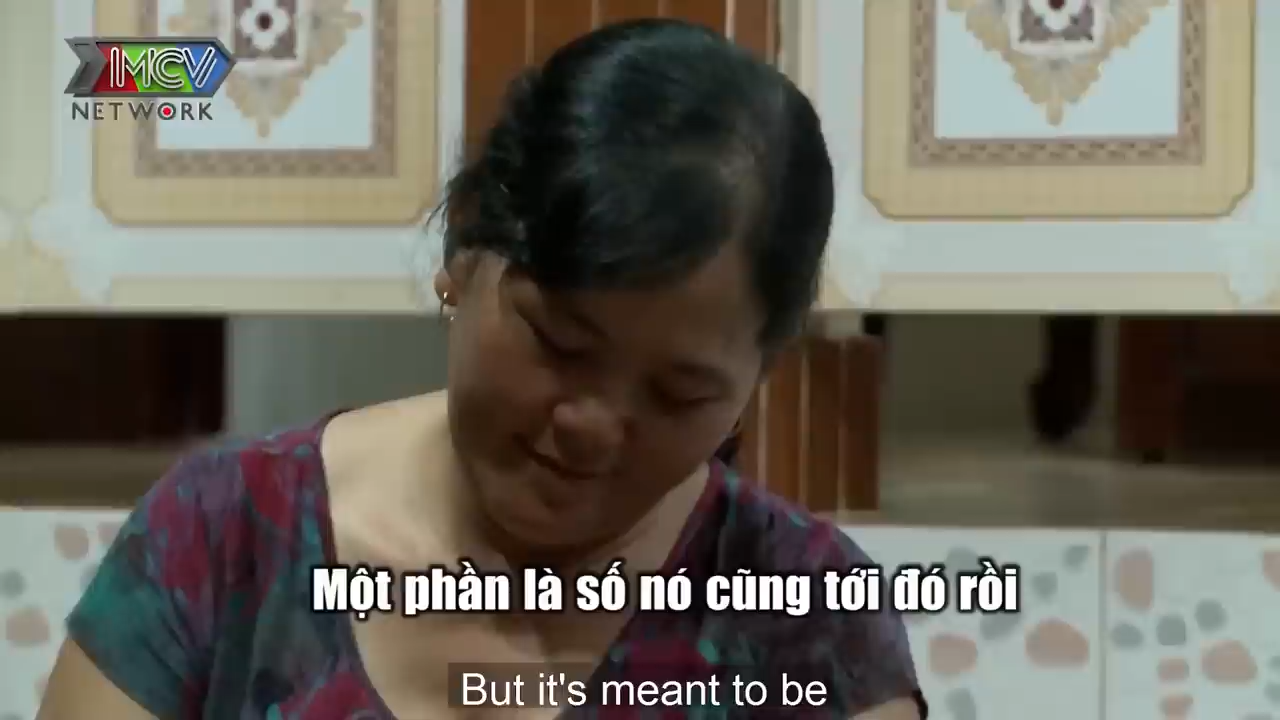 MCV
NETWORK
Một phần là số nó cũng tới đó rồi
But it's meant to be